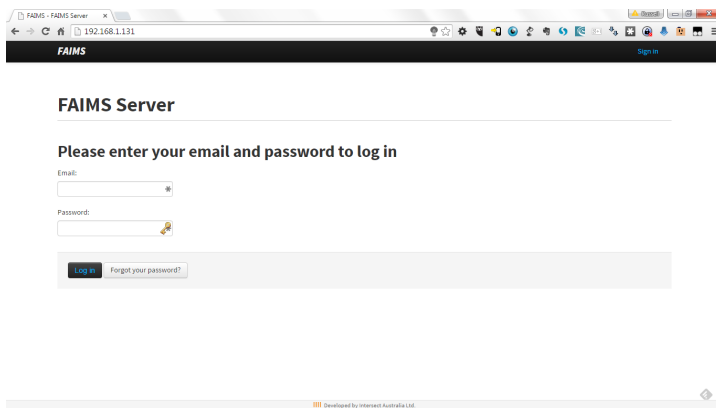 FAIMS - FAIMS Server
192.168.1.131
FAIMS
Sign in
FAIMS Server
Please enter your email and password to log in
Email:
Password:
Log in
Forgot your password?
Developed by Intersect Australia Ltd.